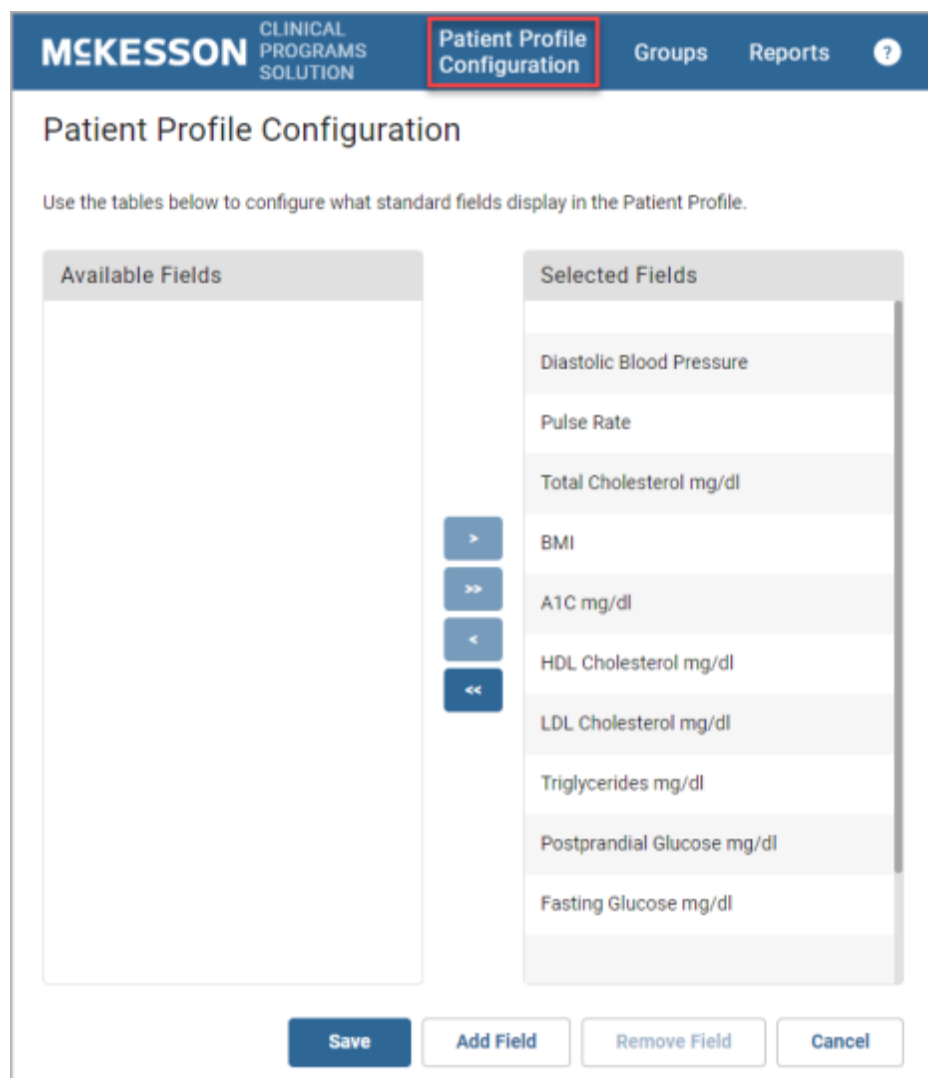 MCKESSON
CLINICAL
PROGRAMS
SOLUTION
Patient Profile
Configuration
Groups
Reports
?
Patient Profile Configuration
Use the tables below to configure what standard fields display in the Patient Profile.
Available Fields
Selected Fields
Diastolic Blood Pressure
Pulse Rate
Total Cholesterol mg/dl
BMI
A1C mg/dl
HDL Cholesterol mg/dl
LDL Cholesterol mg/dl
Triglycerides mg/dl
Postprandial Glucose mg/dl
Fasting Glucose mg/dl
>
>>
<
<<
Save
Add Field
Remove Field
Cancel